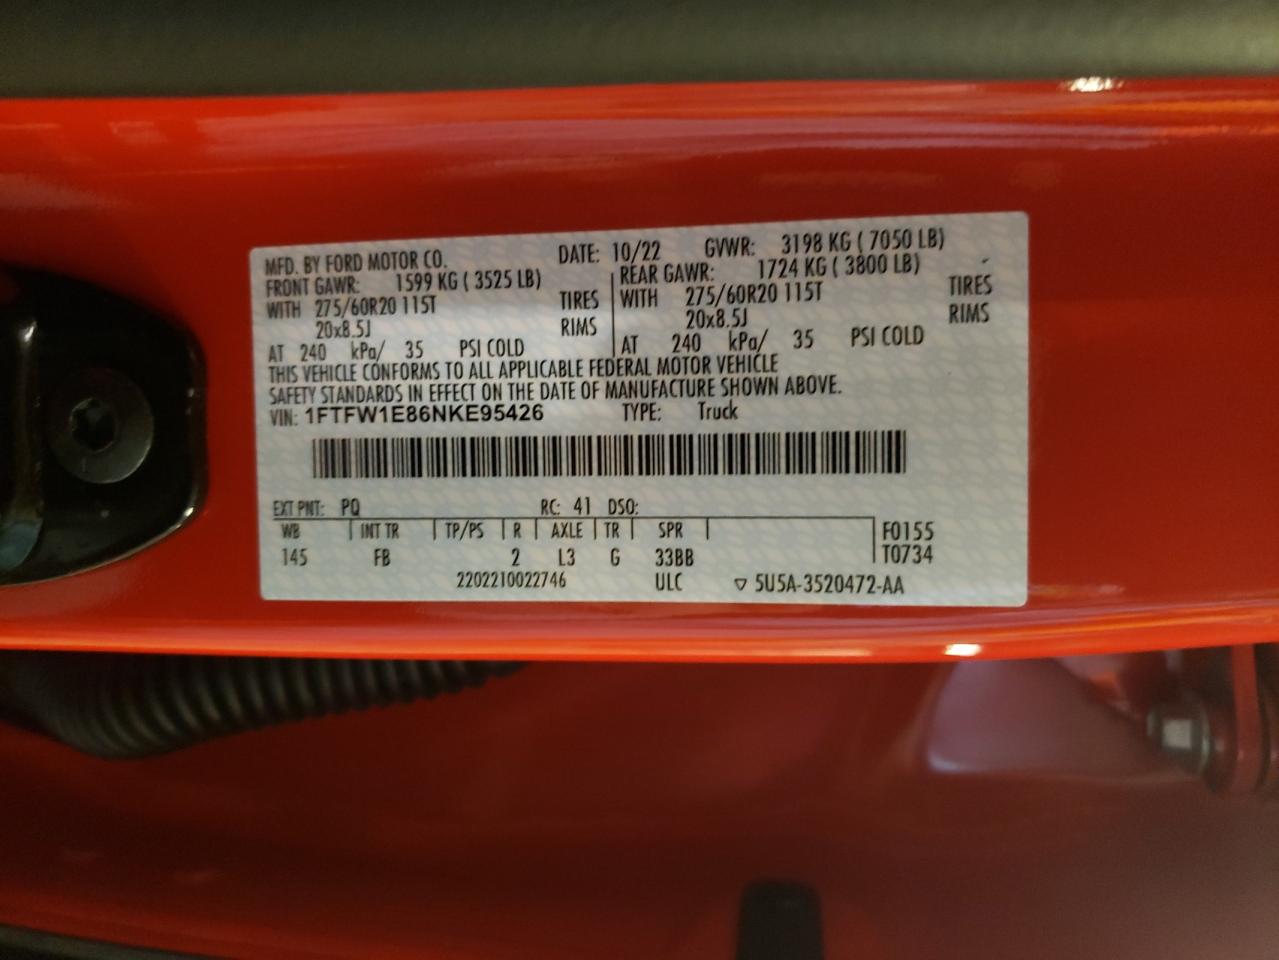 MFD. BY FORD MOTOR CO. DATE: 10/22 GVWR: 3198 KG ( 7050 LB)
FRONT GAWR: 1599 KG ( 3525 LB) REAR GAWR: 1724 KG ( 3800 LB)
WITH 275/60R20 115T TIRES WITH 275/60R20 115T TIRES
20x8.5J RIMS 20x8.5J RIMS
AT 240 kPa/ 35 PSI COLD AT 240 kPa/ 35 PSI COLD
THIS VEHICLE CONFORMS TO ALL APPLICABLE FEDERAL MOTOR VEHICLE
SAFETY STANDARDS IN EFFECT ON THE DATE OF MANUFACTURE SHOWN ABOVE.
VIN: 1FTFW1E86NKE95426 TYPE: Truck
EXT PNT: PQ RC: 41 DSO:
WB INT TR TP/PS R AXLE TR SPR F0155
145 FB 2 L3 G 33BB T0734
2202210022746 ULC ▽ 5U5A-3520472-AA